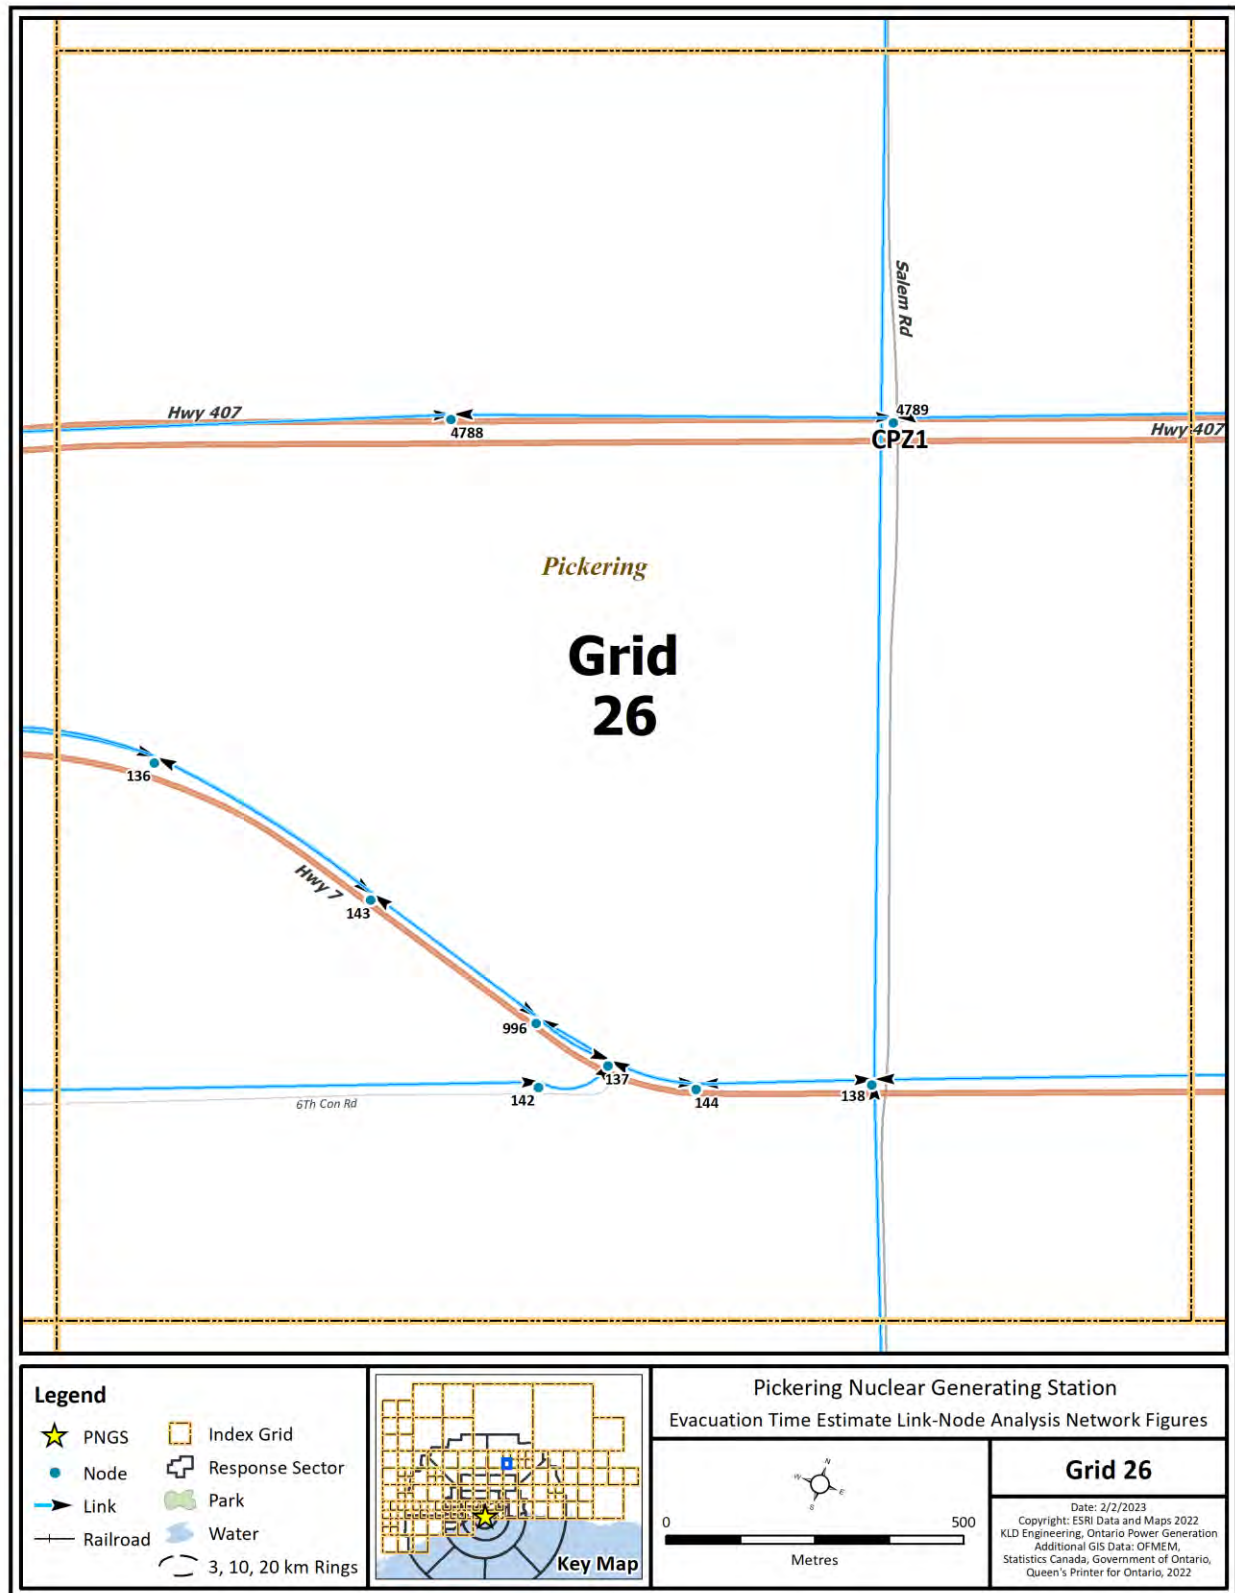 Salem Rd
Hwy 407
4788
4789
CPZ1
Hwy 407
Pickering
Grid
26
136
Hwy 7
143
996
137
142
144
138
6Th Con Rd
Legend
PNGS
Node
Link
Railroad
Index Grid
Response Sector
Park
Water
3, 10, 20 km Rings
Key Map
Pickering Nuclear Generating Station
Evacuation Time Estimate Link-Node Analysis Network Figures
N
W
E
S
0
500
Metres
Grid 26
Date: 2/2/2023
Copyright: ESRI Data and Maps 2022
KLD Engineering, Ontario Power Generation
Additional GIS Data: OFMEM,
Statistics Canada, Government of Ontario,
Queen's Printer for Ontario, 2022